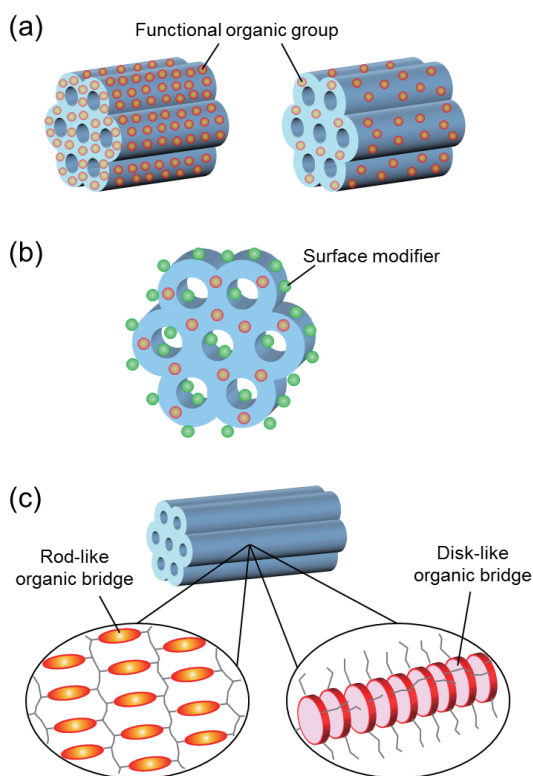 (a)
Functional organic group
(b)
Surface modifier
(c)
Rod-like
organic bridge
Disk-like
organic bridge